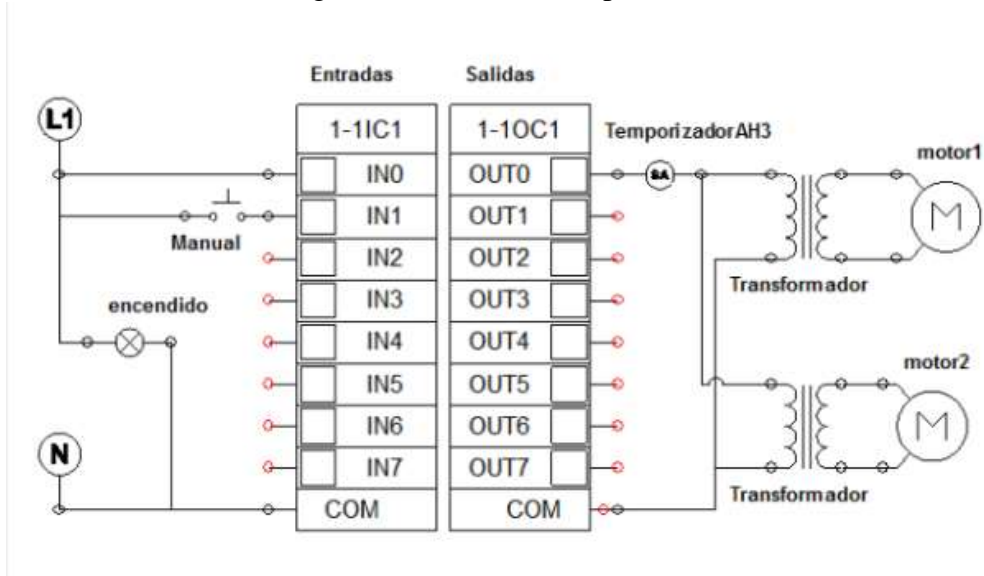 Entradas
Salidas
L1
1-1IC1
1-1OC1
TemporizadorAH3
motor1
IN0
OUT0
SA
M
IN1
OUT1
Manual
IN2
OUT2
Transformador
encendido
IN3
OUT3
IN4
OUT4
motor2
IN5
OUT5
N
IN6
OUT6
M
IN7
OUT7
Transformador
COM
COM